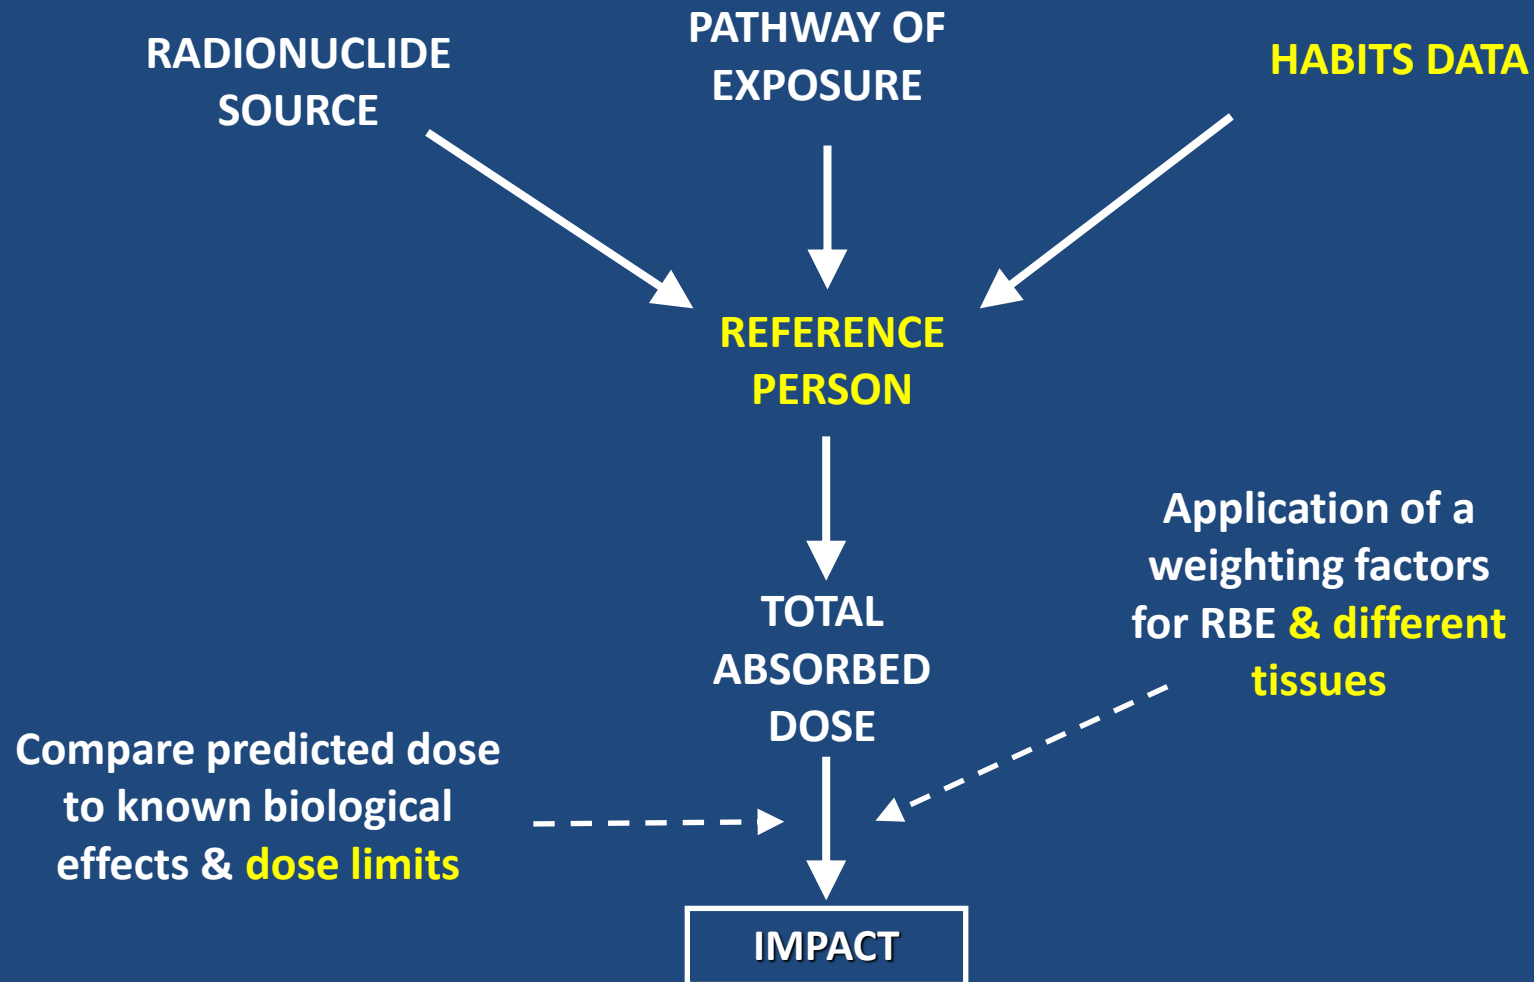 RADIONUCLIDE
SOURCE
PATHWAY OF
EXPOSURE
HABITS DATA
REFERENCE
PERSON
TOTAL
ABSORBED
DOSE
Application of a
weighting factors
for RBE & different
tissues
Compare predicted dose
to known biological
effects & dose limits
IMPACT